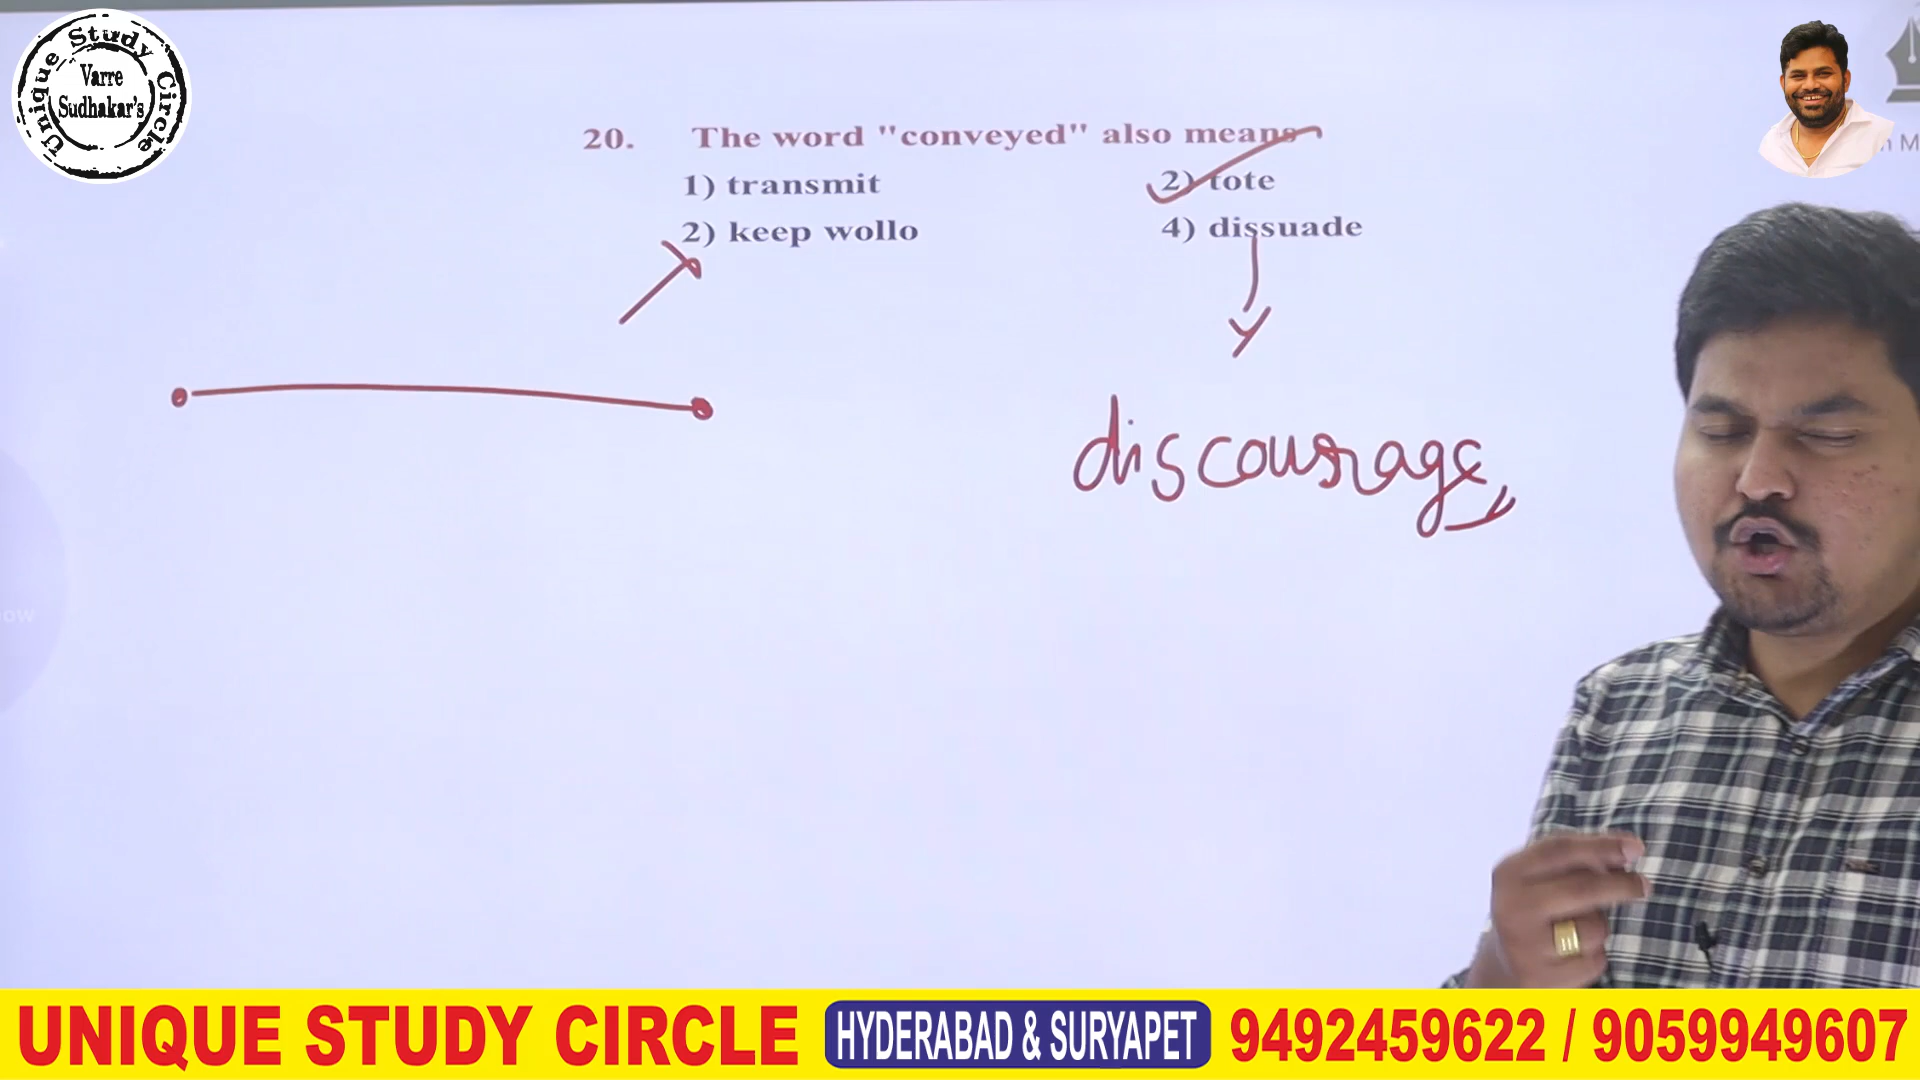 Unique Study Circle
Varre
Sudhakar's
20. The word "conveyed" also means
1) transmit 2) tote
2) keep wollo 4) dissuade
discourage
UNIQUE STUDY CIRCLE HYDERABAD & SURYAPET 9492459622 / 9059949607